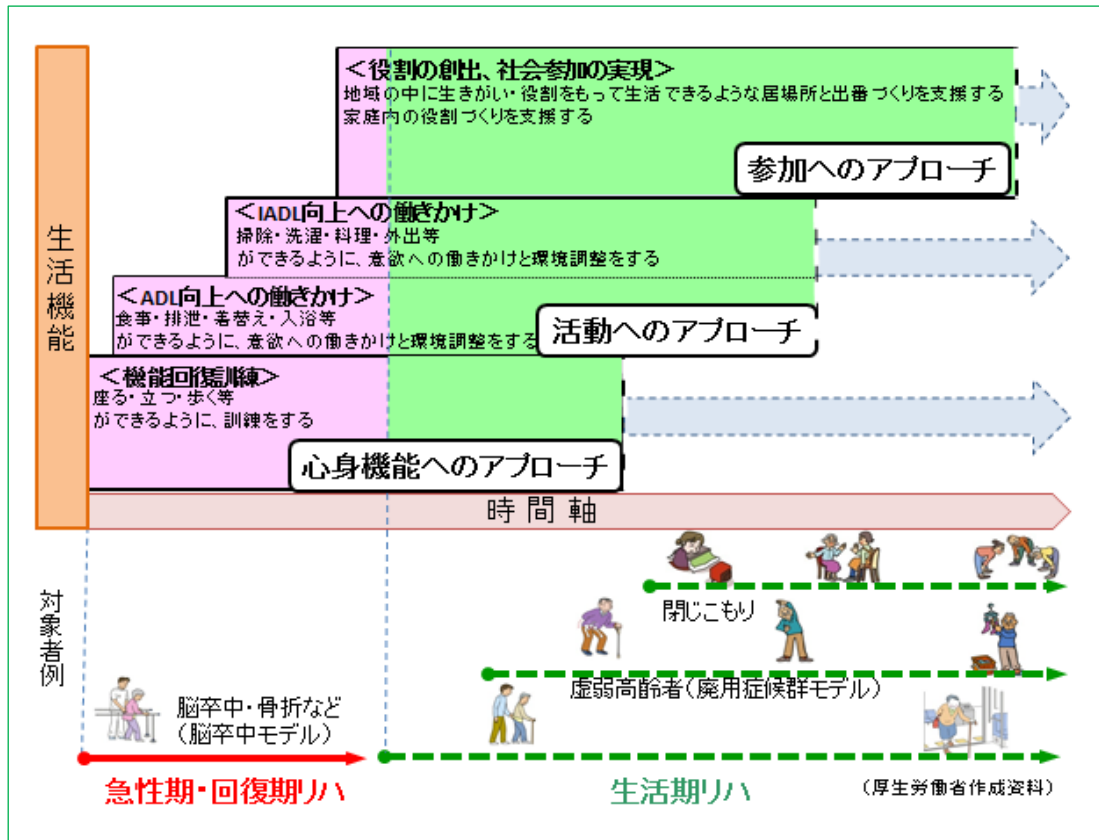 <役割の創出、社会参加の実現>
地域の中に生きがい・役割をもって生活できるような居場所と出番づくりを支援する
家庭内の役割づくりを支援する
参加へのアプローチ
<IADL向上への働きかけ>
掃除・洗濯・料理・外出等
ができるように、意欲への働きかけと環境調整をする
<ADL向上への働きかけ>
食事・排泄・着替え・入浴等
ができるように、意欲への働きかけと環境調整をする
活動へのアプローチ
<機能回復訓練>
座る・立つ・歩く等
ができるように、訓練をする
心身機能へのアプローチ
生活機能
時間軸
対象者例
閉じこもり
虚弱高齢者(廃用症候群モデル)
脳卒中・骨折など
(脳卒中モデル)
急性期・回復期リハ
生活期リハ
(厚生労働省作成資料)